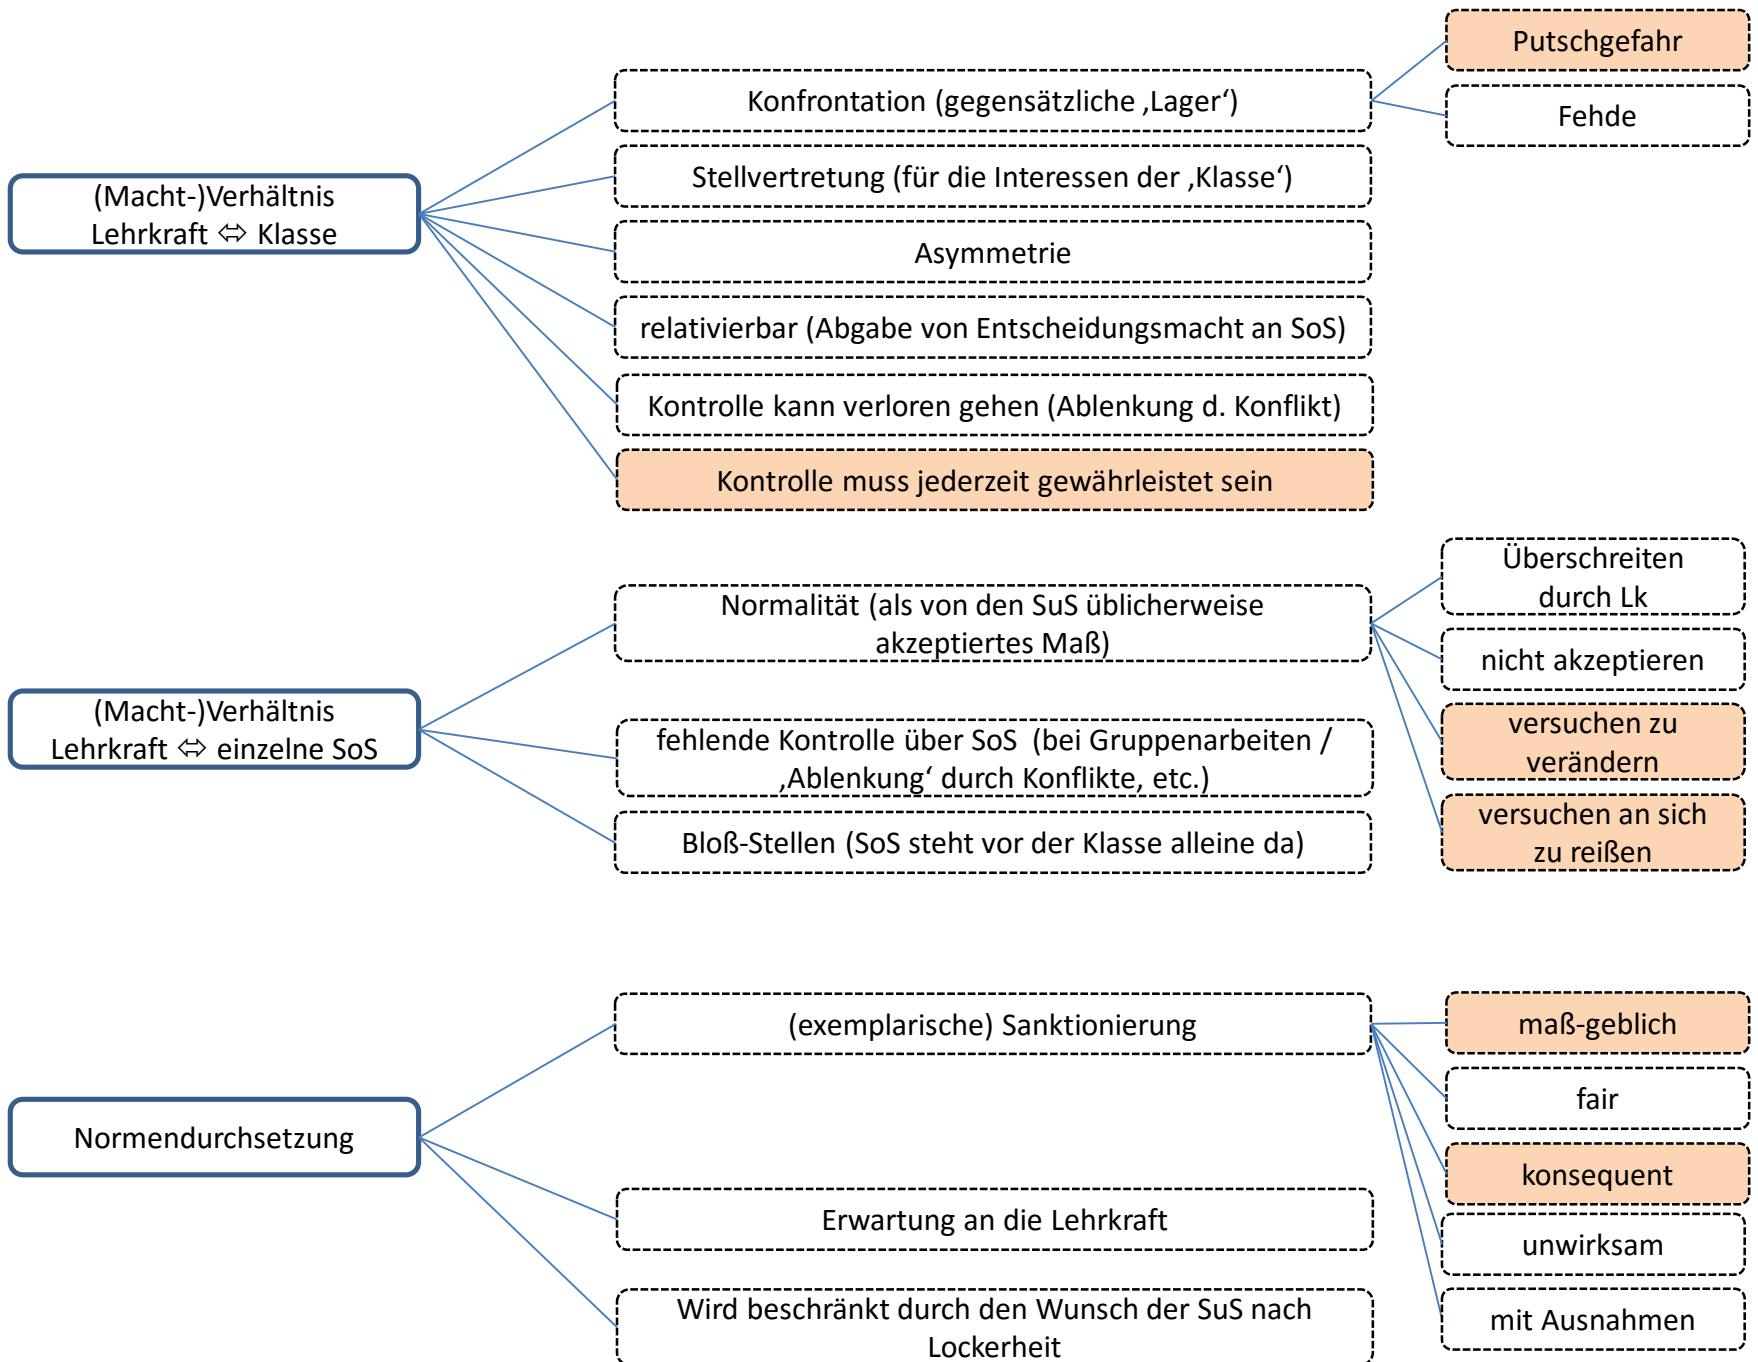 (Macht-)Verhältnis
Lehrkraft ⬄ Klasse
Konfrontation (gegensätzliche ‚Lager‘)
Putschgefahr
Fehde
Stellvertretung (für die Interessen der ‚Klasse‘)
Asymmetrie
relativierbar (Abgabe von Entscheidungsmacht an SoS)
Kontrolle kann verloren gehen (Ablenkung d. Konflikt)
Kontrolle muss jederzeit gewährleistet sein
(Macht-)Verhältnis
Lehrkraft ⬄ einzelne SoS
Normalität (als von den SuS üblicherweise
akzeptiertes Maß)
Überschreiten
durch Lk
nicht akzeptieren
versuchen zu
verändern
versuchen an sich
zu reißen
fehlende Kontrolle über SoS (bei Gruppenarbeiten /
‚Ablenkung‘ durch Konflikte, etc.)
Bloß-Stellen (SoS steht vor der Klasse alleine da)
Normendurchsetzung
(exemplarische) Sanktionierung
maß-geblich
fair
konsequent
unwirksam
mit Ausnahmen
Erwartung an die Lehrkraft
Wird beschränkt durch den Wunsch der SuS nach
Lockerheit